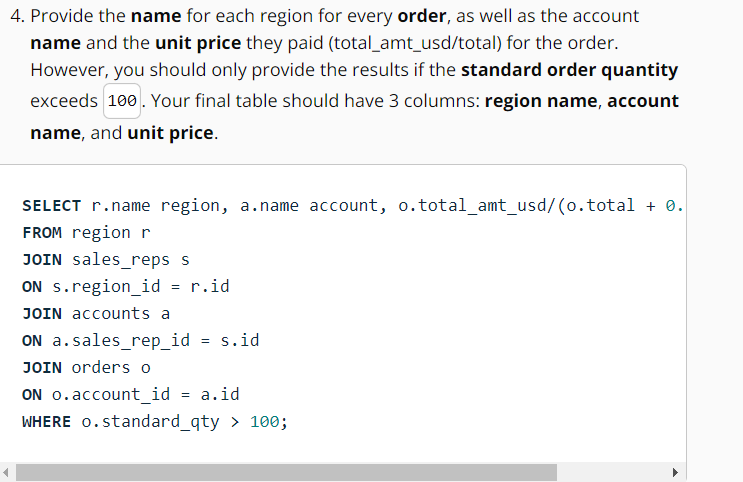 4. Provide the name for each region for every order, as well as the account
name and the unit price they paid (total_amt_usd/total) for the order.
However, you should only provide the results if the standard order quantity
exceeds 100. Your final table should have 3 columns: region name, account
name, and unit price.
SELECT r.name region, a.name account, o.total_amt_usd/(o.total + 0.
FROM region r
JOIN sales_reps s
ON s.region_id = r.id
JOIN accounts a
ON a.sales_rep_id = s.id
JOIN orders o
ON o.account_id = a.id
WHERE o.standard_qty > 100;